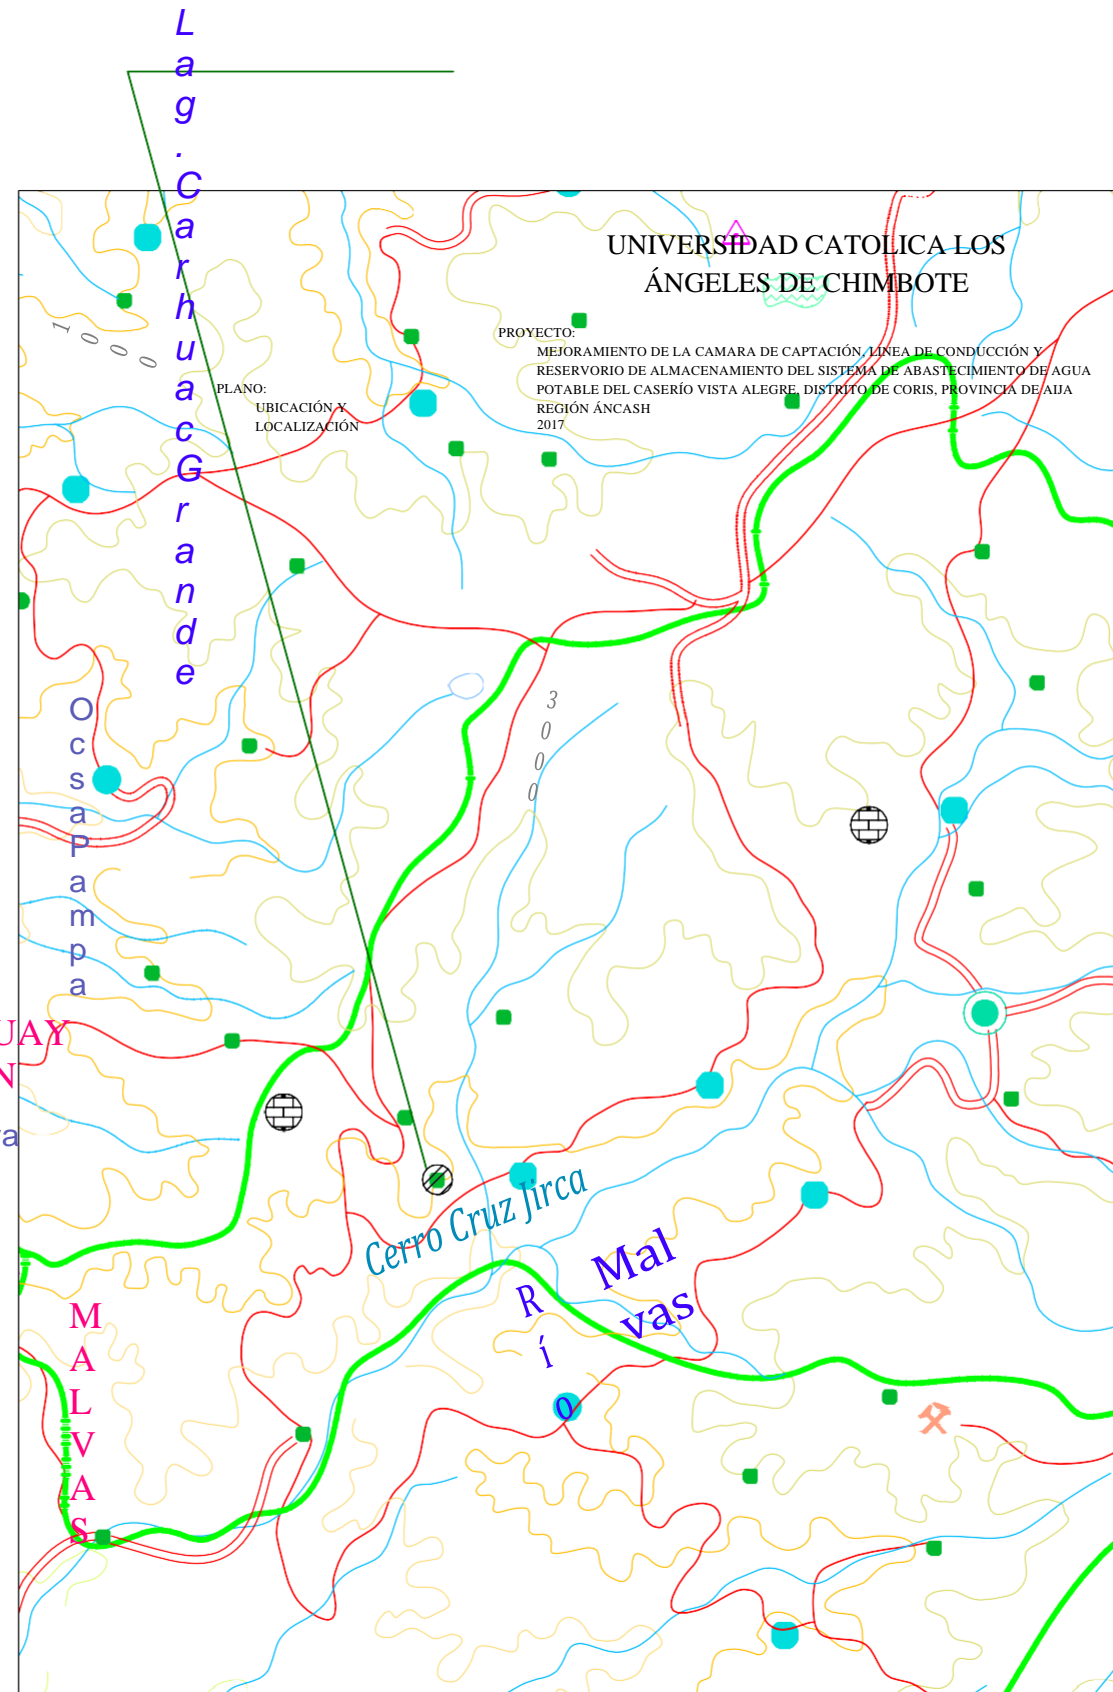 Lag. Carhuac Grande
UNIVERSIDAD CATOLICA LOS
ÁNGELES DE CHIMBOTE
PROYECTO:
MEJORAMIENTO DE LA CAMARA DE CAPTACIÓN, LINEA DE CONDUCCIÓN Y
RESERVORIO DE ALMACENAMIENTO DEL SISTEMA DE ABASTECIMIENTO DE AGUA
POTABLE DEL CASERÍO VISTA ALEGRE, DISTRITO DE CORIS, PROVINCIA DE AIJA
REGIÓN ÁNCASH
2017
1000
PLANO:
UBICACIÓN Y
LOCALIZACIÓN
Ocsa Pampa
3000
UAY
N
Cerro Cruz Jirca
Río
Mal
vas
MALVAS